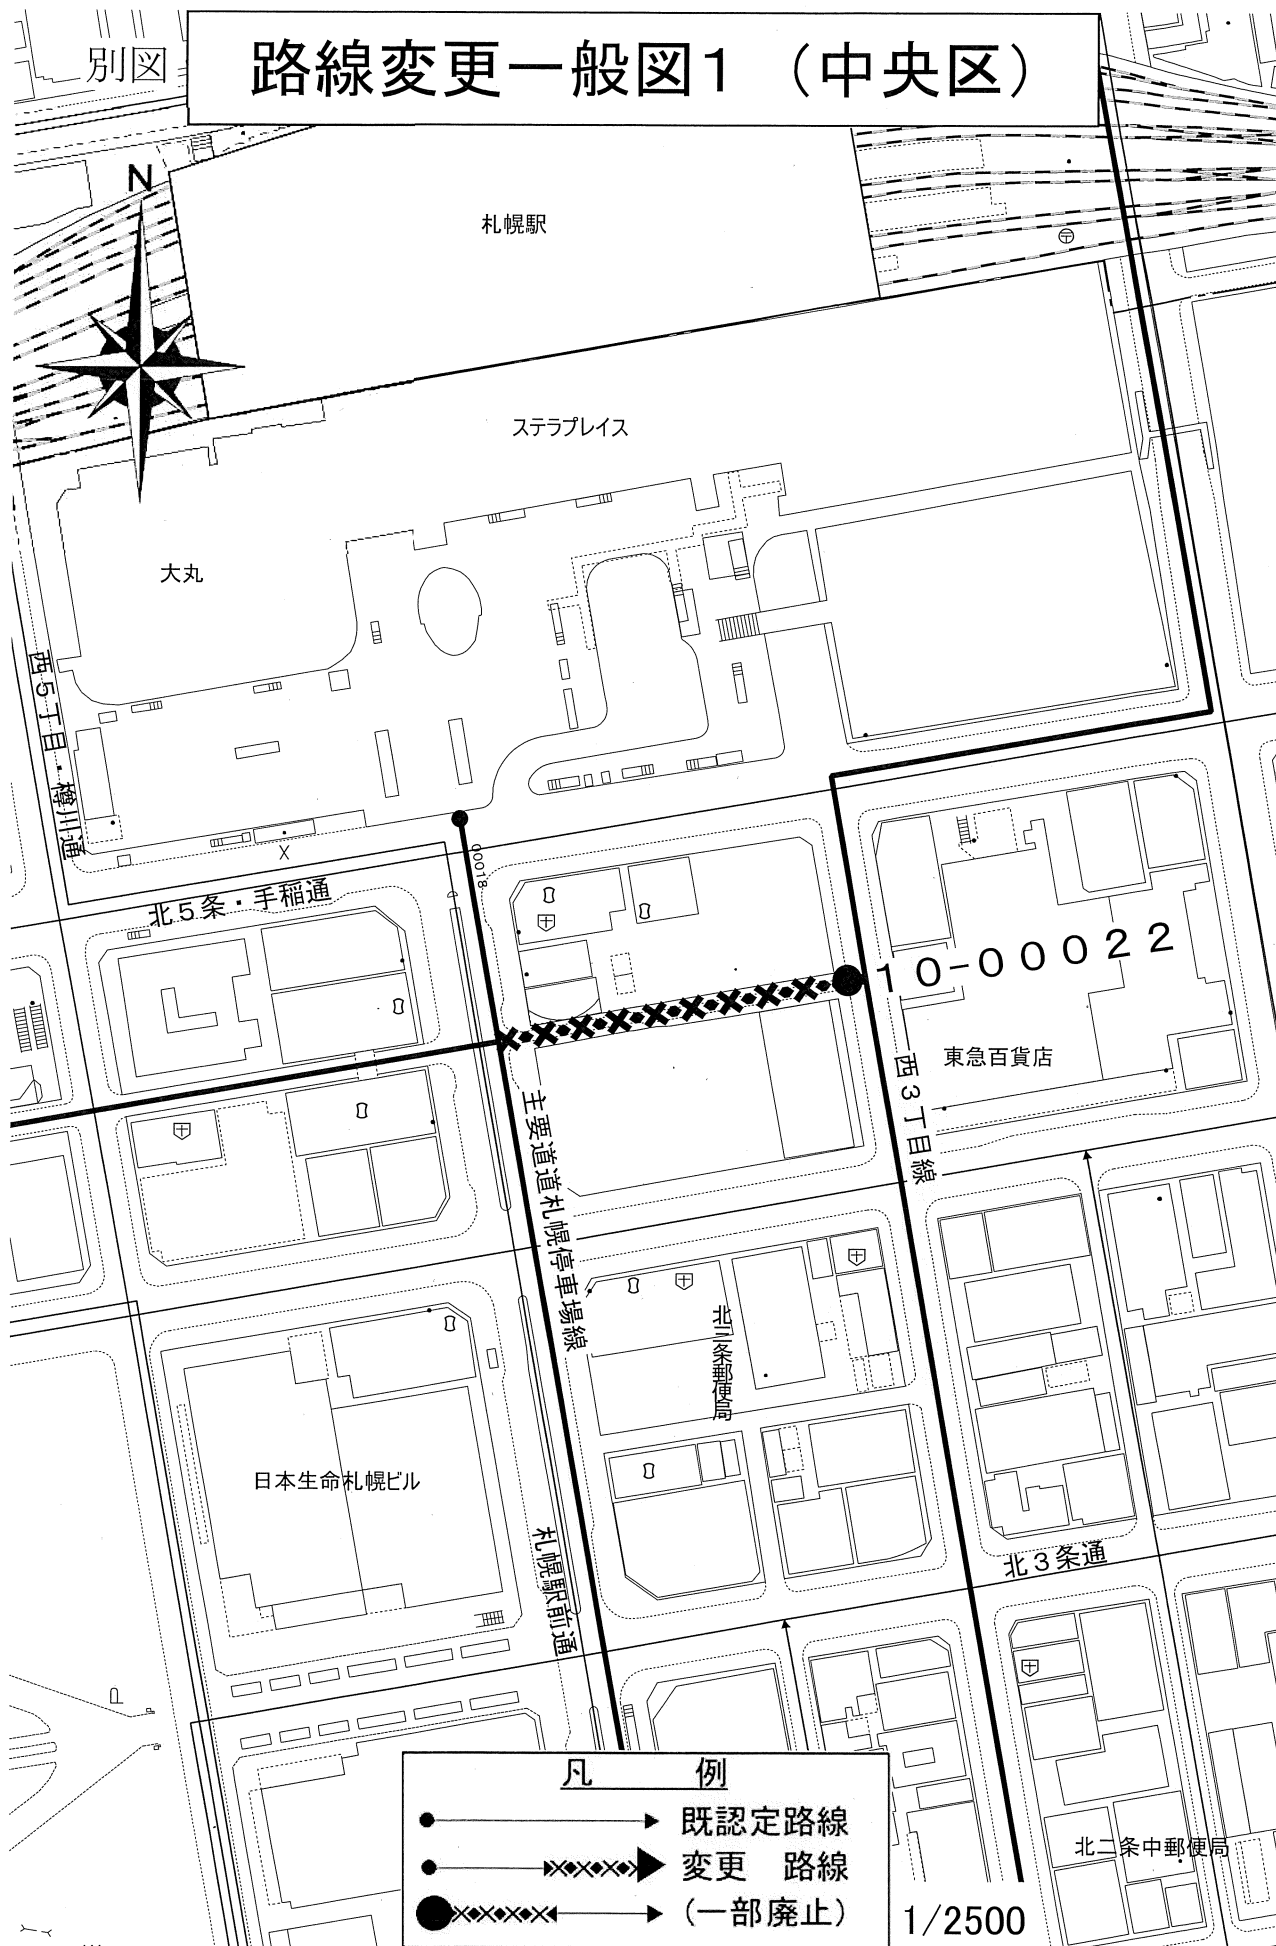 別図
路線変更一般図1 （中央区）
N
札幌駅
ステラプレイス
大丸
西５丁目・樽川通
00018
北５条・手稲通
１０-０００２２
東急百貨店
西３丁目線
主要道道札幌停車場線
北三条郵便局
日本生命札幌ビル
札幌駅前通
北３条通
北二条中郵便局
凡 例
既認定路線
変更 路線
(一部廃止)
1/2500